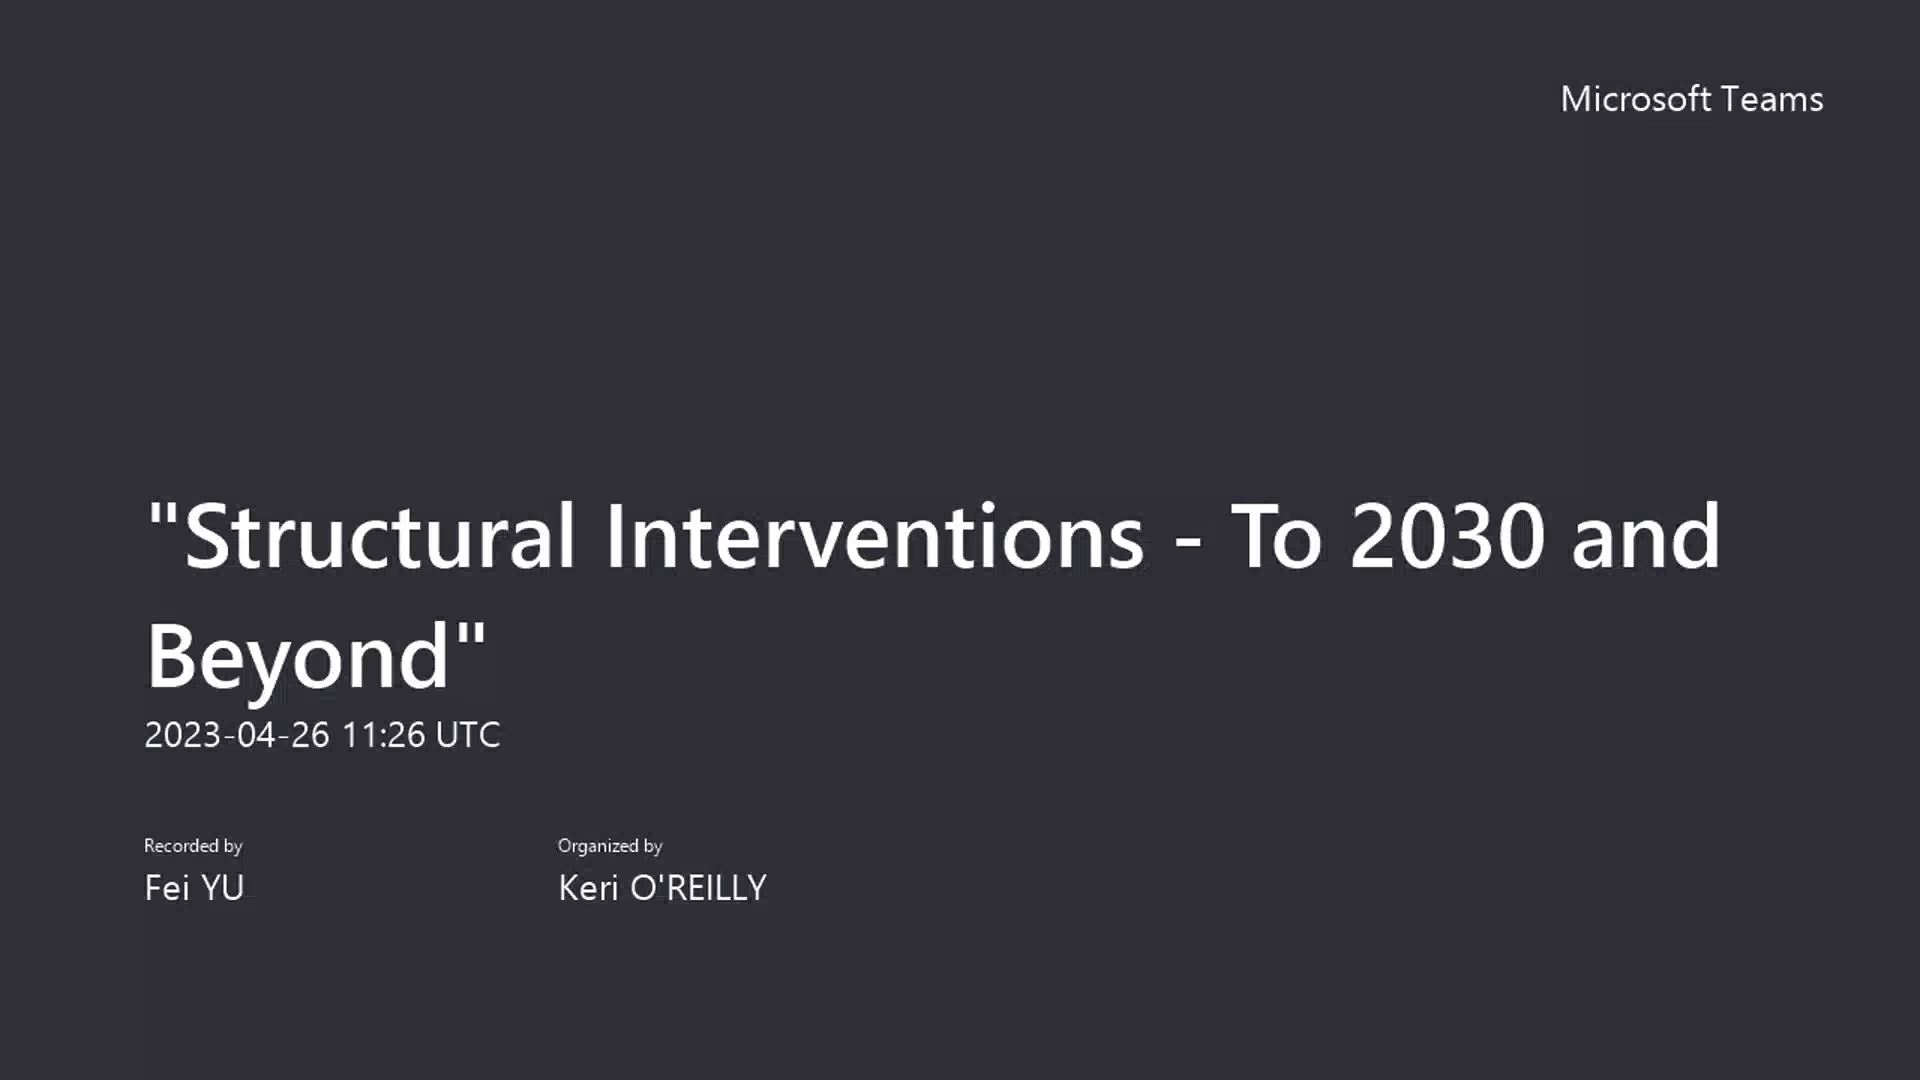 Microsoft Teams
"Structural Interventions - To 2030 and
Beyond"
2023-04-26 11:26 UTC
Recorded by
Organized by
Fei YU
Keri O'REILLY